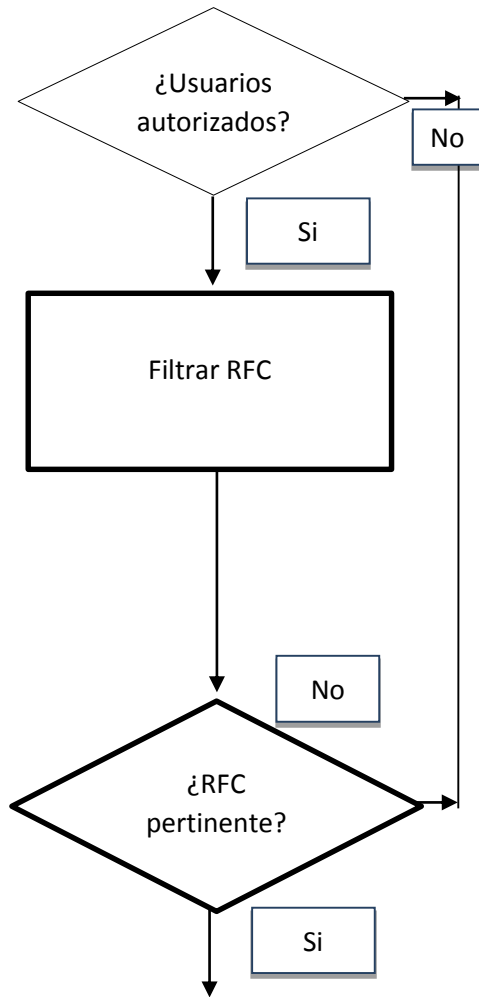 ¿Usuarios
autorizados?
No
Si
Filtrar RFC
No
¿RFC
pertinente?
Si